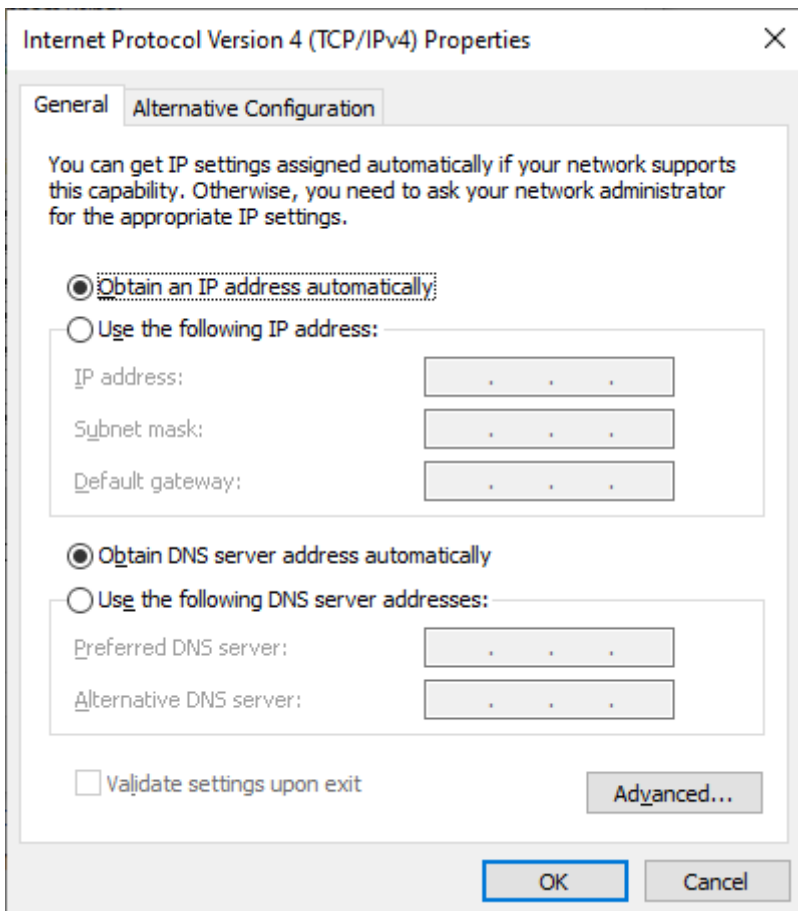 Internet Protocol Version 4 (TCP/IPv4) Properties
General
Alternative Configuration
You can get IP settings assigned automatically if your network supports
this capability. Otherwise, you need to ask your network administrator
for the appropriate IP settings.
Obtain an IP address automatically
Use the following IP address:
IP address:
Subnet mask:
Default gateway:
Obtain DNS server address automatically
Use the following DNS server addresses:
Preferred DNS server:
Alternative DNS server:
Validate settings upon exit
Advanced...
OK
Cancel